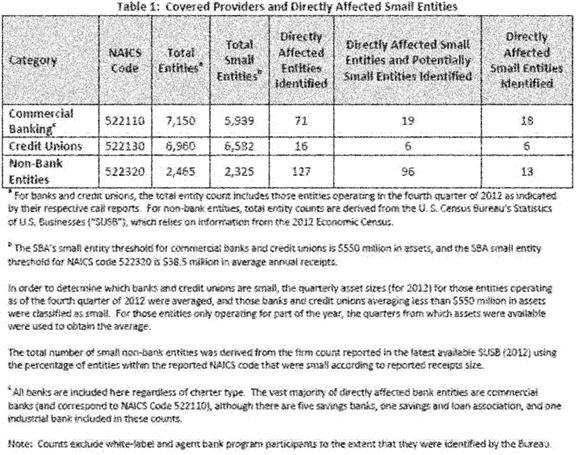 Table 1: Covered Providers and Directly Affected Small Entities
Category
NAICS Code
Total Entitiesª
Total Small Entitiesᵇ
Directly Affected Entities Identified
Directly Affected Small Entities and Potentially Small Entities Identified
Directly Affected Small Entities Identified
Commercial Bankingᶜ 522110 7,150 5,939 71 19 18
Credit Unions 522130 6,960 6,582 16 6 6
Non-Bank Entities 522320 2,465 2,325 127 96 13
ª For banks and credit unions, the total entity count includes those entities operating in the fourth quarter of 2012 as indicated
by their respective call reports. For non-bank entities, total entity counts are derived from the U. S. Census Bureau's Statistics
of U.S. Businesses ("SUSB"), which relies on information from the 2012 Economic Census.
ᵇ The SBA's small entity threshold for commercial banks and credit unions is $550 million in assets, and the SBA small entity
threshold for NAICS code 522320 is $38.5 million in average annual receipts.
In order to determine which banks and credit unions are small, the quarterly asset sizes (for 2012) for those entities operating
as of the fourth quarter of 2012 were averaged, and those banks and credit unions averaging less than $550 million in assets
were classified as small. For those entities only operating for part of the year, the quarters from which assets were available
were used to obtain the average.
The total number of small non-bank entities was derived from the firm count reported in the latest available SUSB (2012) using
the percentage of entities within the reported NAICS code that were small according to reported receipts size.
ᶜ All banks are included here regardless of charter type. The vast majority of directly affected bank entities are commercial
banks (and correspond to NAICS Code 522110), although there are five savings banks, one savings and loan association, and one
industrial bank included in these counts.
Note: Counts exclude white-label and agent bank program participants to the extent that they were identified by the Bureau.